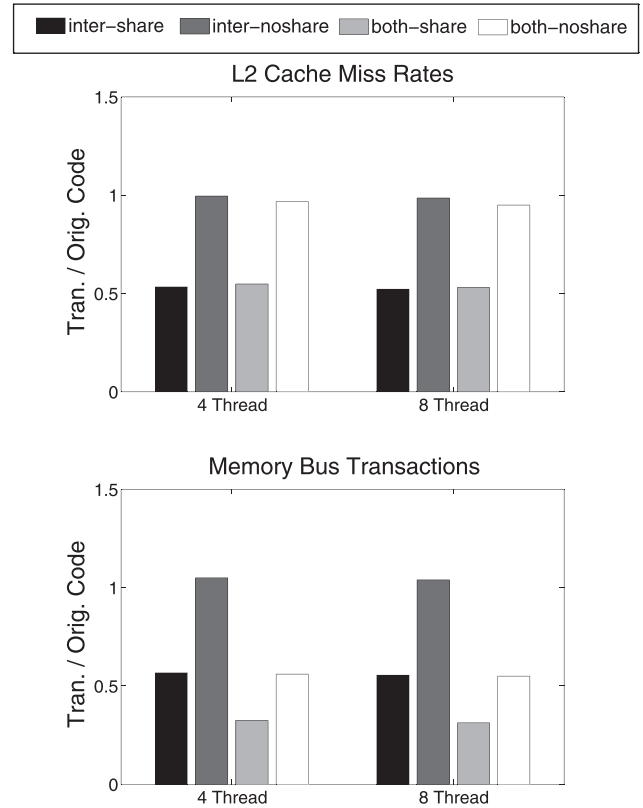 inter-share inter-noshare both-share both-noshare
L2 Cache Miss Rates
1.5
1
0.5
0
Tran. / Orig. Code
4 Thread 8 Thread
Memory Bus Transactions
1.5
1
0.5
0
Tran. / Orig. Code
4 Thread 8 Thread